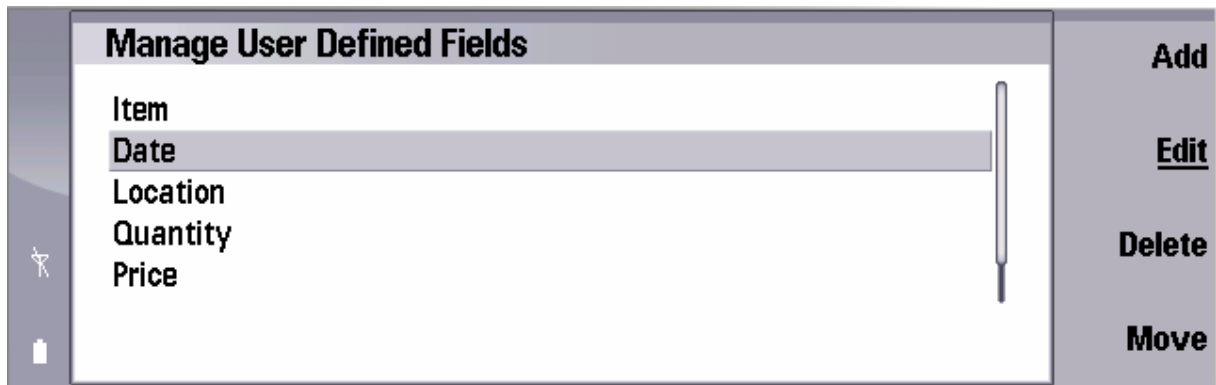 Manage User Defined Fields
Item
Date
Location
Quantity
Price
Add
Edit
Delete
Move